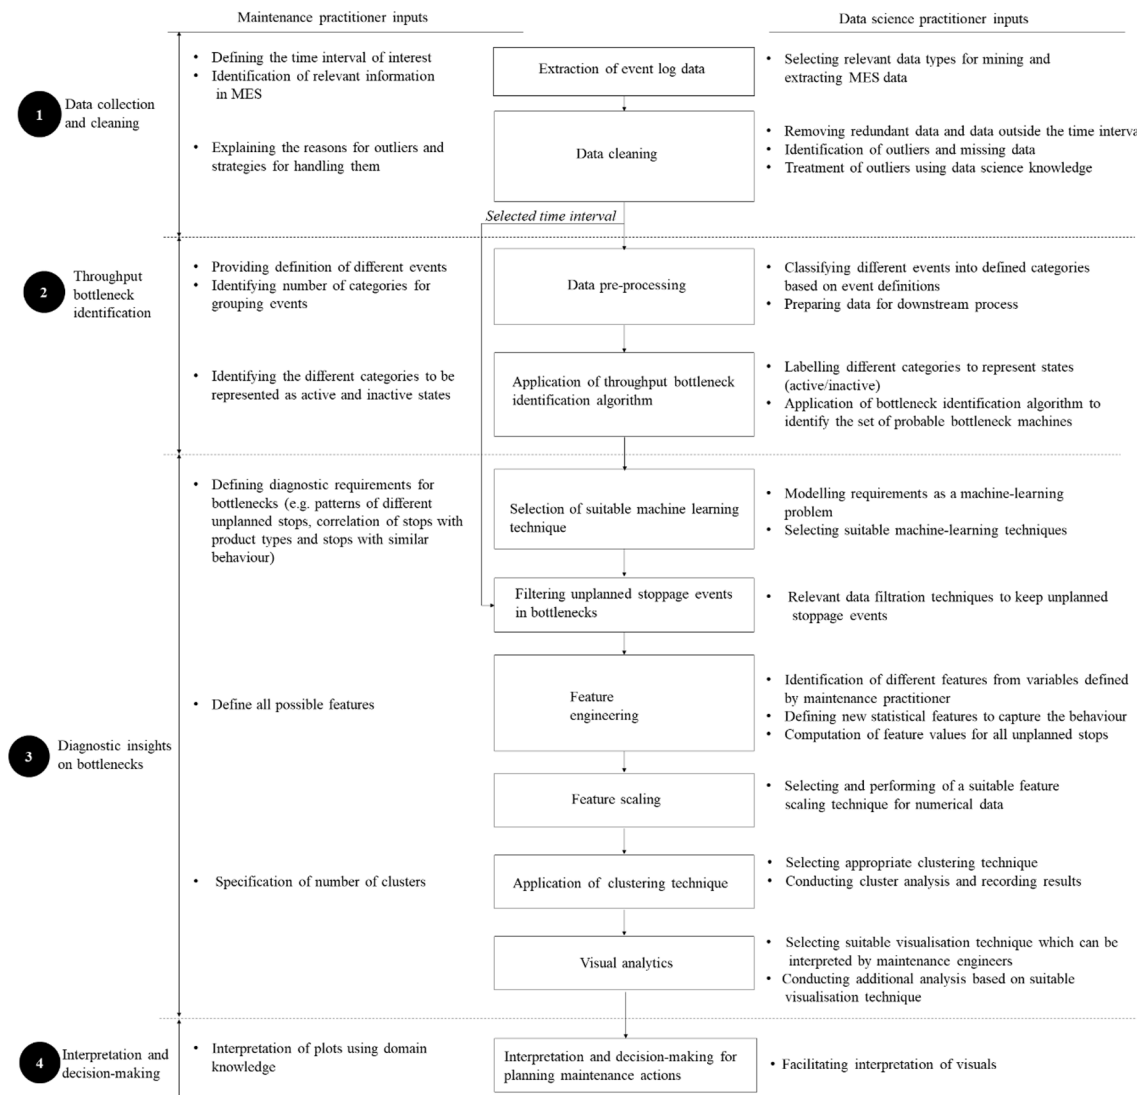 Maintenance practitioner inputs
Data science practitioner inputs
1
Data collection
and cleaning
• Defining the time interval of interest
• Identification of relevant information
in MES
Extraction of event log data
• Selecting relevant data types for mining and
extracting MES data
• Explaining the reasons for outliers and
strategies for handling them
Data cleaning
• Removing redundant data and data outside the time interva
• Identification of outliers and missing data
• Treatment of outliers using data science knowledge
Selected time interval
2
Throughput
bottleneck
identification
• Providing definition of different events
• Identifying number of categories for
grouping events
Data pre-processing
• Classifying different events into defined categories
based on event definitions
• Preparing data for downstream process
• Identifying the different categories to be
represented as active and inactive states
Application of throughput bottleneck
identification algorithm
• Labelling different categories to represent states
(active/inactive)
• Application of bottleneck identification algorithm to
identify the set of probable bottleneck machines
3
Diagnostic insights
on bottlenecks
• Defining diagnostic requirements for
bottlenecks (e.g. patterns of different
unplanned stops, correlation of stops with
product types and stops with similar
behaviour)
Selection of suitable machine learning
technique
• Modelling requirements as a machine-learning
problem
• Selecting suitable machine-learning techniques
Filtering unplanned stoppage events
in bottlenecks
• Relevant data filtration techniques to keep unplanned
stoppage events
• Define all possible features
Feature
engineering
• Identification of different features from variables defined
by maintenance practitioner
• Defining new statistical features to capture the behaviour
• Computation of feature values for all unplanned stops
Feature scaling
• Selecting and performing of a suitable feature
scaling technique for numerical data
• Specification of number of clusters
Application of clustering technique
• Selecting appropriate clustering technique
• Conducting cluster analysis and recording results
Visual analytics
• Selecting suitable visualisation technique which can be
interpreted by maintenance engineers
• Conducting additional analysis based on suitable
visualisation technique
4
Interpretation and
decision-making
• Interpretation of plots using domain
knowledge
Interpretation and decision-making for
planning maintenance actions
• Facilitating interpretation of visuals